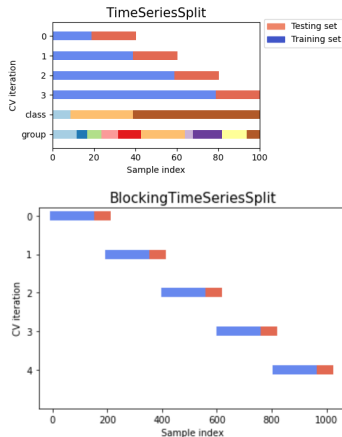 TimeSeriesSplit
Testing set
Training set
CV iteration
0
1
2
3
class
group
0 20 40 60 80 100
Sample index
BlockingTimeSeriesSplit
CV iteration
0
1
2
3
4
0 200 400 600 800 1000
Sample index